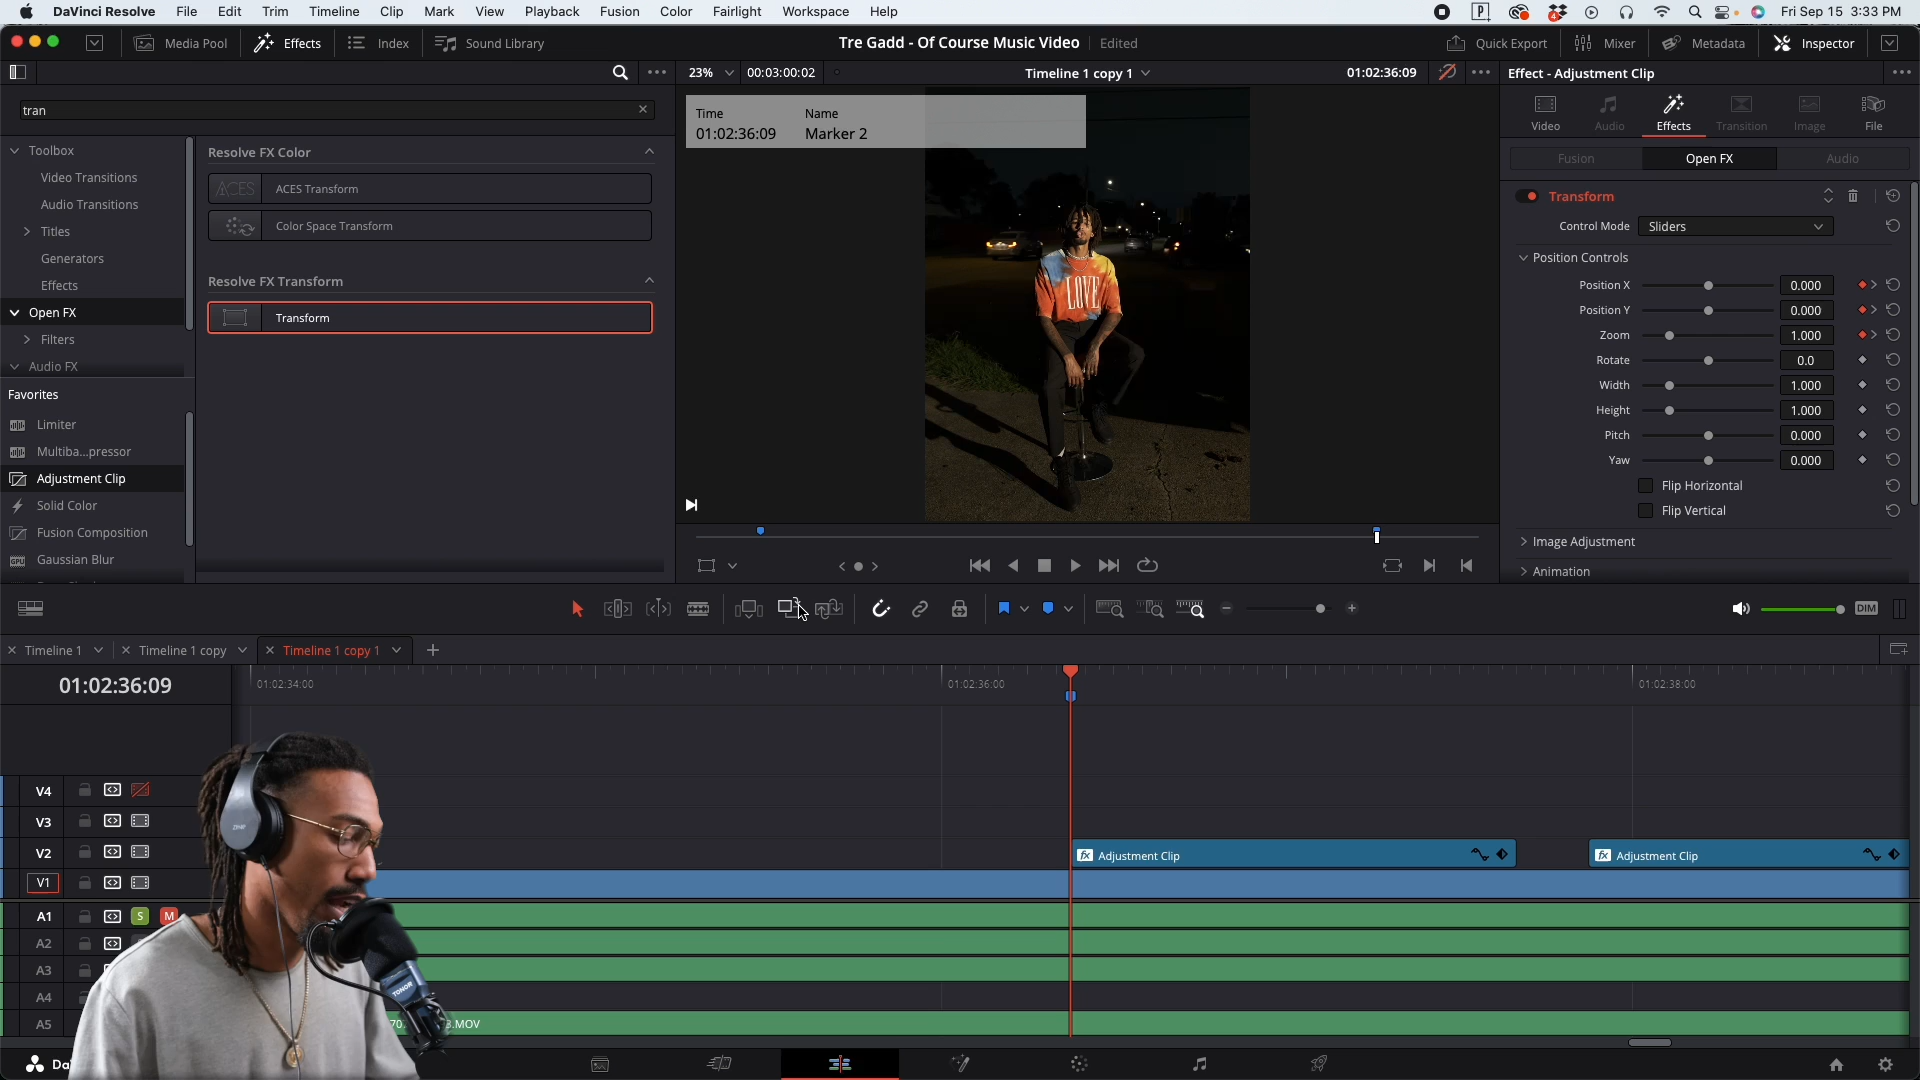 DaVinci Resolve File Edit Trim Timeline Clip Mark View Playback Fusion Color Fairlight Workspace Help Fri Sep 15 3:33 PM
Media Pool Effects Index Sound Library Tre Gadd - Of Course Music Video Edited Quick Export Mixer Metadata Inspector
23% 00:03:00:02 Timeline 1 copy 1 01:02:36:09 Effect - Adjustment Clip
tran
Time Name
01:02:36:09 Marker 2
Video Audio Effects Transition Image File
Fusion Open FX Audio
Toolbox
Video Transitions
Audio Transitions
Titles
Generators
Effects
Open FX
Filters
Audio FX
Favorites
Limiter
Multiba...pressor
Adjustment Clip
Solid Color
Fusion Composition
Gaussian Blur
Resolve FX Color
ACES ACES Transform
Color Space Transform
Resolve FX Transform
Transform
LOVE
Transform
Control Mode Sliders
Position Controls
Position X 0.000
Position Y 0.000
Zoom 1.000
Rotate 0.0
Width 1.000
Height 1.000
Pitch 0.000
Yaw 0.000
Flip Horizontal
Flip Vertical
Image Adjustment
Animation
DIM
Timeline 1 Timeline 1 copy Timeline 1 copy 1
01:02:36:09 01:02:34:00 01:02:36:00 01:02:38:00
V4
V3
V2 fx Adjustment Clip fx Adjustment Clip
V1
A1 S M
A2
A3
A4
A5 3.MOV
TONOR
Da